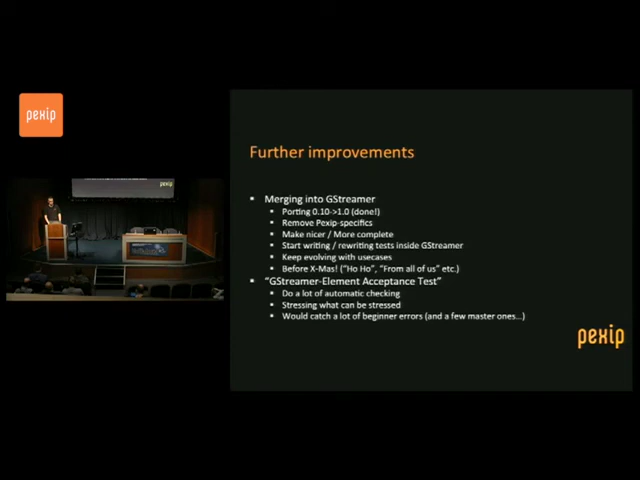 pexip
pexip
Further improvements
Merging into GStreamer
Porting 0.10->1.0 (done!)
Remove Pexip-specifics
Make nicer / More complete
Start writing / rewriting tests inside GStreamer
Keep evolving with usecases
Before X-Mas! ("Ho Ho", "From all of us" etc.)
"GStreamer-Element Acceptance Test"
Do a lot of automatic checking
Stressing what can be stressed
Would catch a lot of beginner errors (and a few master ones...)
pexip